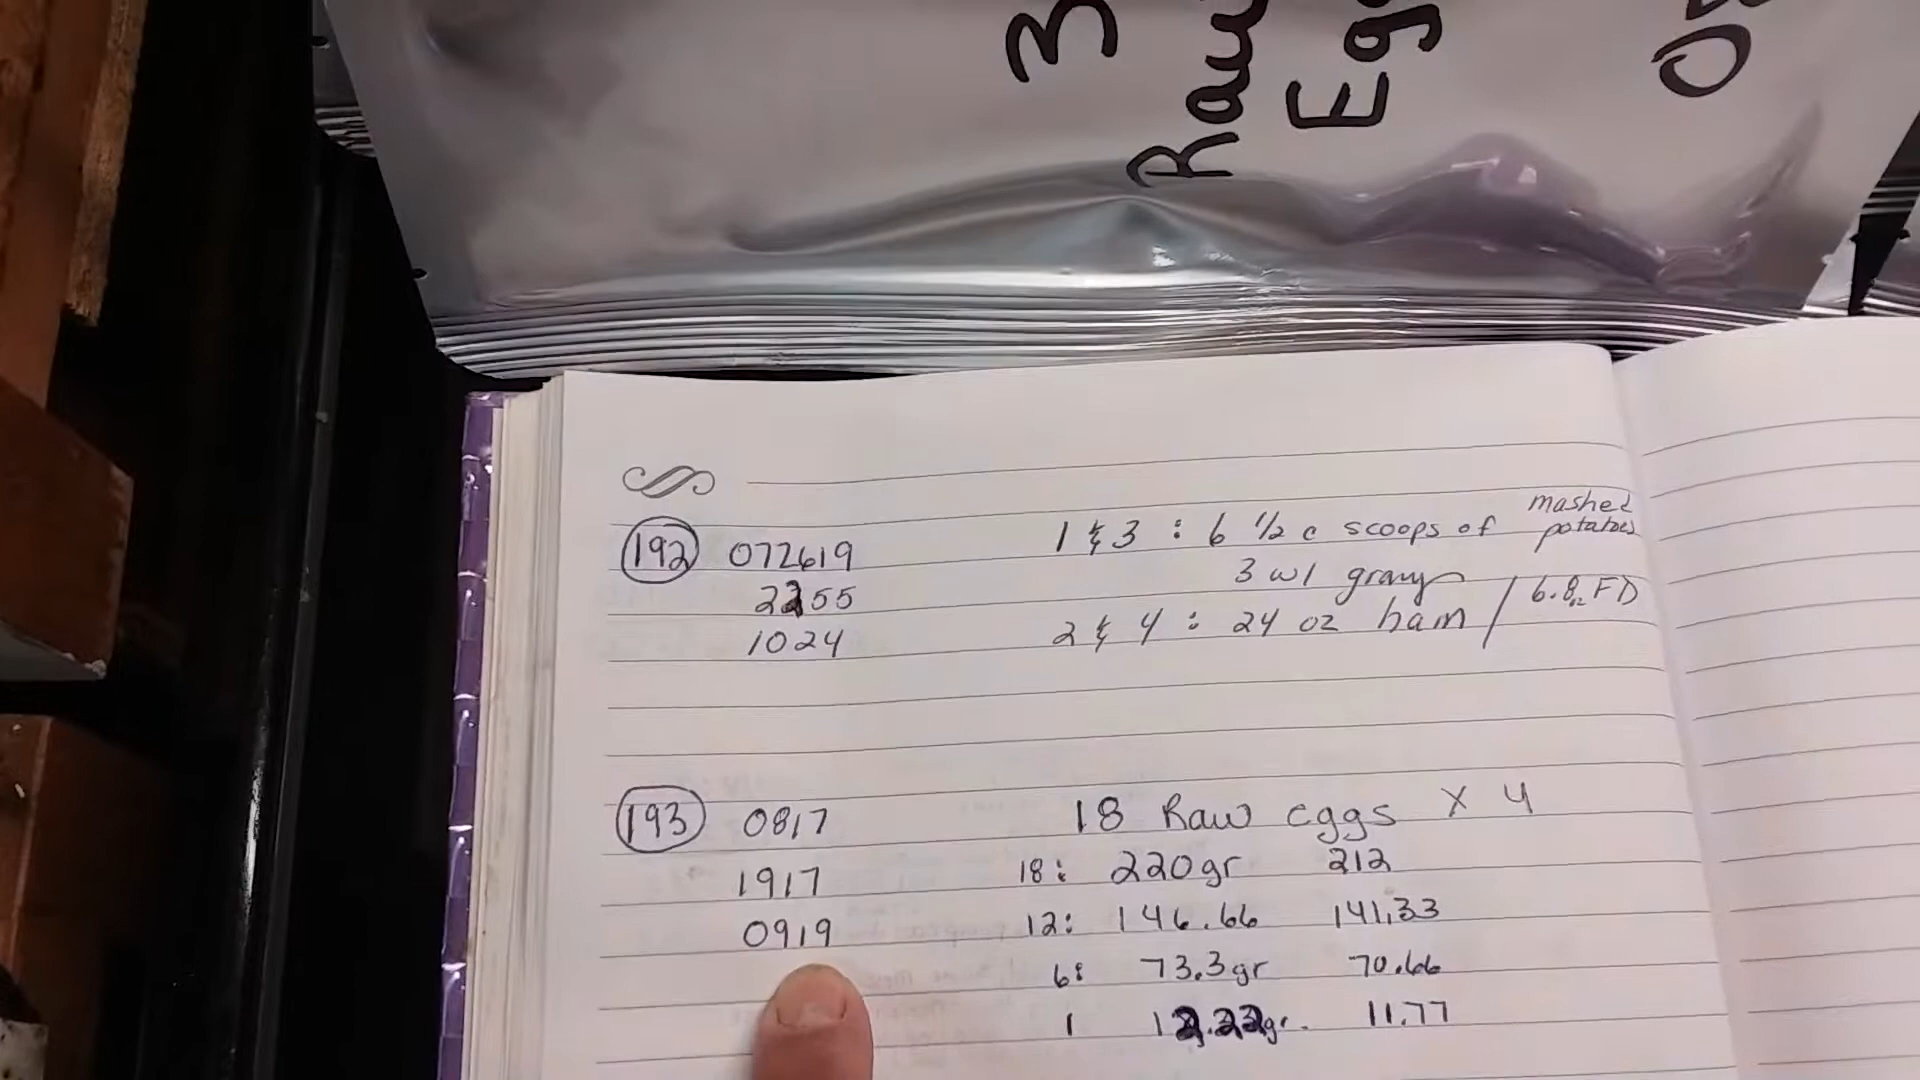 3
Raw
Eg
192 072619 1 & 3 : 6 1/2 c scoops of mashed potatoes
2255 3 w/ gravy
1024 2 & 4 : 24 oz ham / 6.8oz FD
193 0817 18 Raw eggs x 4
1917 18: 220gr 212
0919 12: 146.66 141.33
6: 73.3gr 70.66
1 12.22gr. 11.77